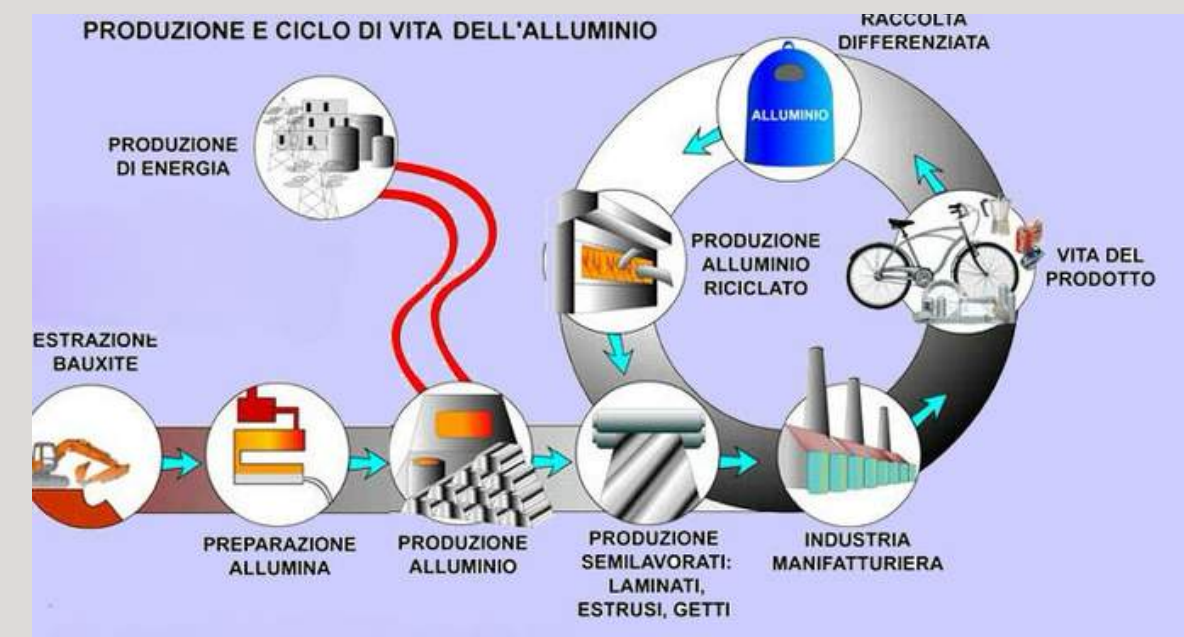 PRODUZIONE E CICLO DI VITA DELL'ALLUMINIO
RACCOLTA
DIFFERENZIATA
ALLUMINIO
PRODUZIONE
DI ENERGIA
PRODUZIONE
ALLUMINIO
RICICLATO
VITA DEL
PRODOTTO
ESTRAZIONE
BAUXITE
PREPARAZIONE
ALLUMINA
PRODUZIONE
ALLUMINIO
PRODUZIONE
SEMILAVORATI:
LAMINATI,
ESTRUSI, GETTI
INDUSTRIA
MANIFATTURIERA